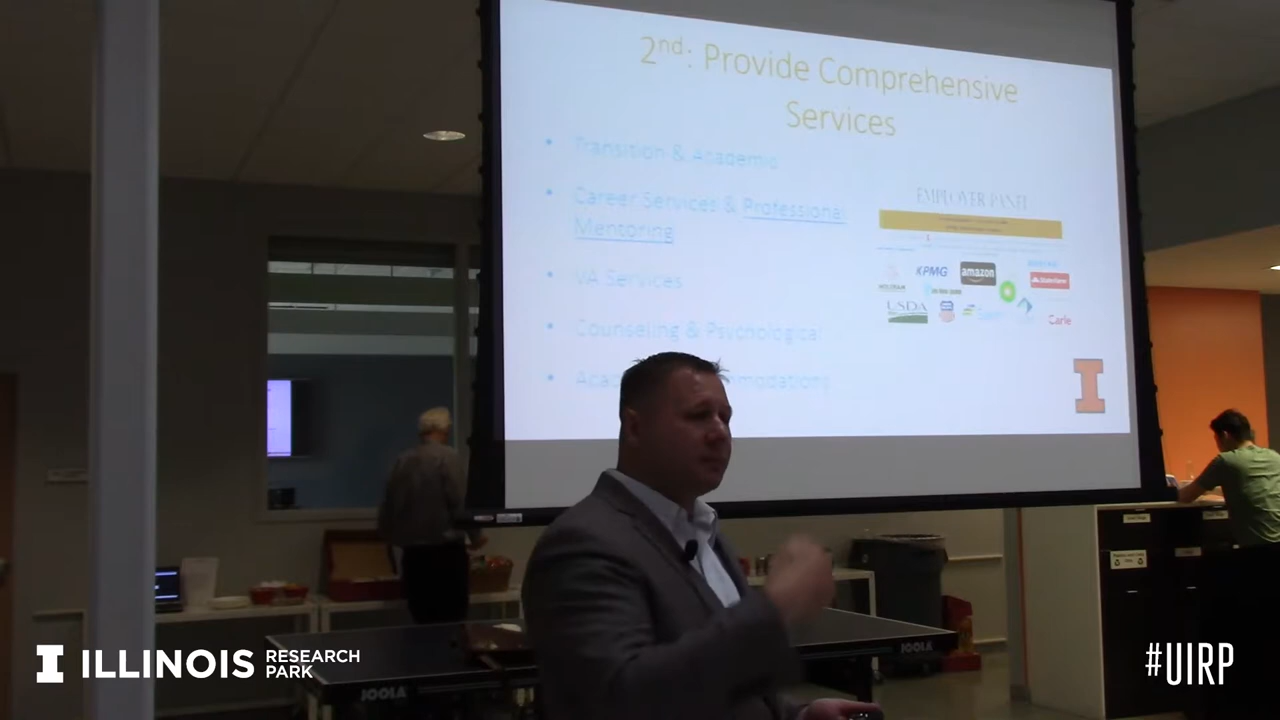 2nd: Provide Comprehensive
Services
• Transition & Academic
• Career Services & Professional
Mentoring
• VA Services
• Counseling & Psychological
EMPLOYER PANEL
KPMG
amazon
StateFarm
USDA
Carle
I
JOOLA
JOOLA
I ILLINOIS RESEARCH
PARK
#UIRP